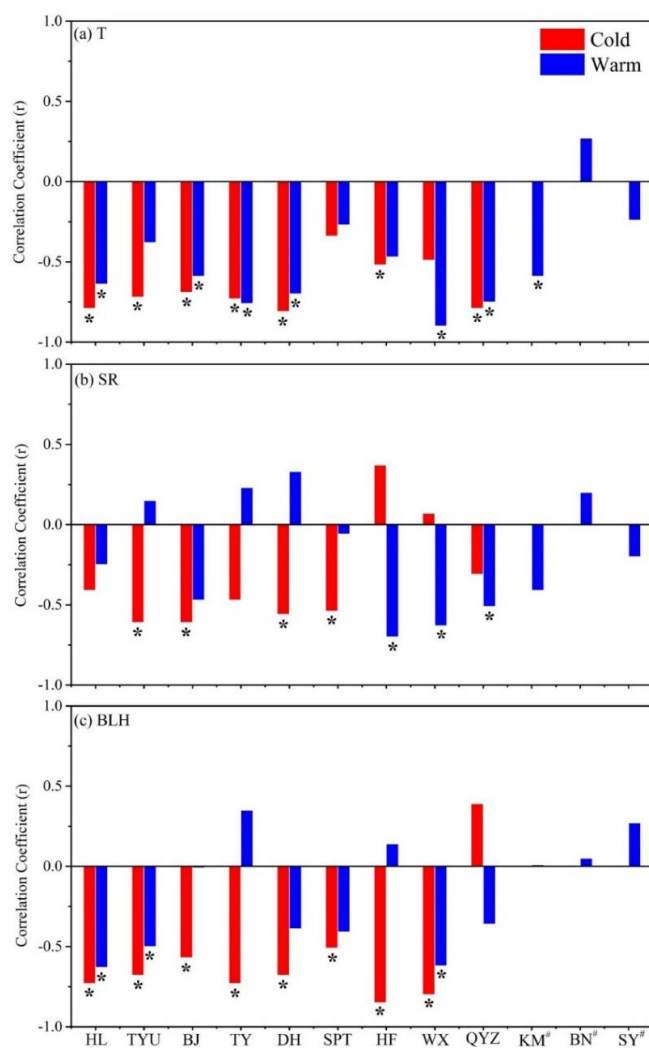 (a) T
Cold
Warm
1.0
0.5
0.0
-0.5
-1.0
Correlation Coefficient (r)
* * * * * * * * * * * * * *
(b) SR
1.0
0.5
0.0
-0.5
-1.0
Correlation Coefficient (r)
* * * * * * *
(c) BLH
1.0
0.5
0.0
-0.5
-1.0
Correlation Coefficient (r)
* * * * * * * * * * *
HL TYU BJ TY DH SPT HF WX QYZ KM# BN# SY#